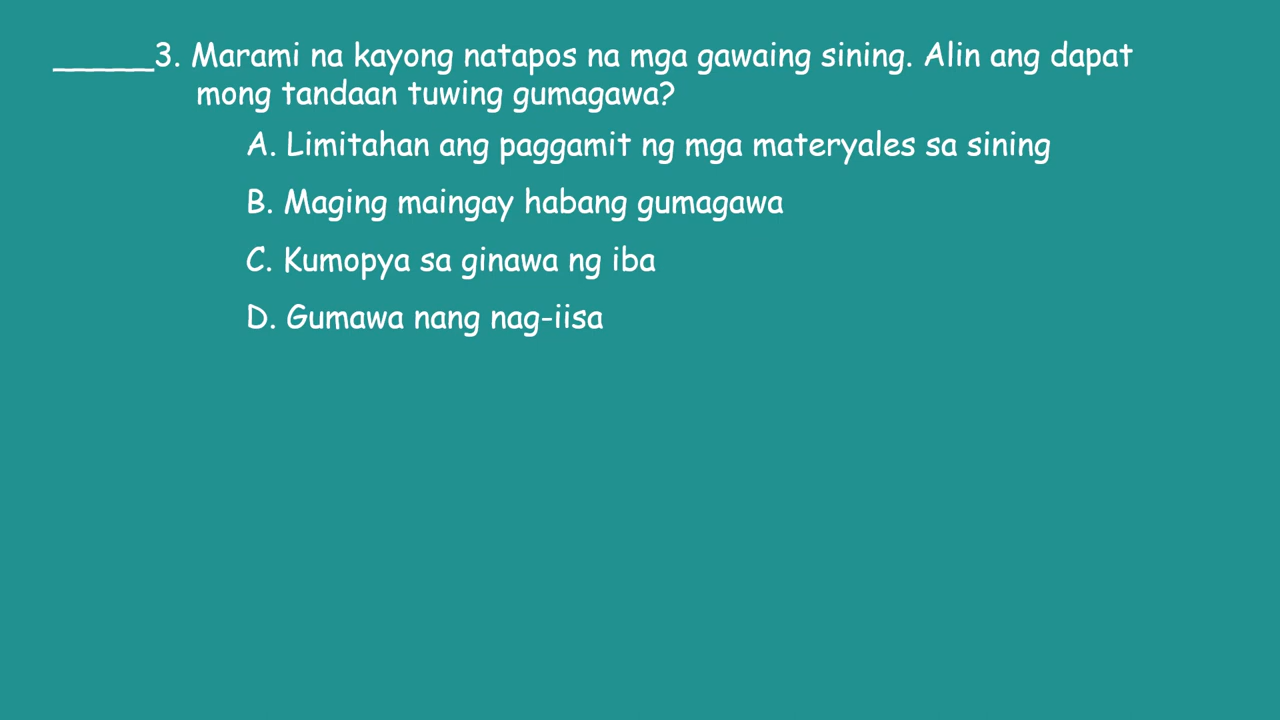 _____3. Marami na kayong natapos na mga gawaing sining. Alin ang dapat
mong tandaan tuwing gumagawa?
A. Limitahan ang paggamit ng mga materyales sa sining
B. Maging maingay habang gumagawa
C. Kumopya sa ginawa ng iba
D. Gumawa nang nag-iisa